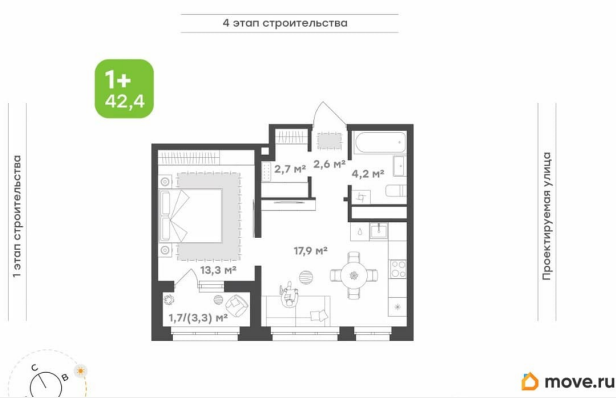 4 этап строительства
1+
42,4
1 этап строительства
Проектируемая улица
2,7 м²
2,6 м²
4,2 м²
17,9 м²
13,3 м²
1,7/(3,3) м²
С
В
move.ru